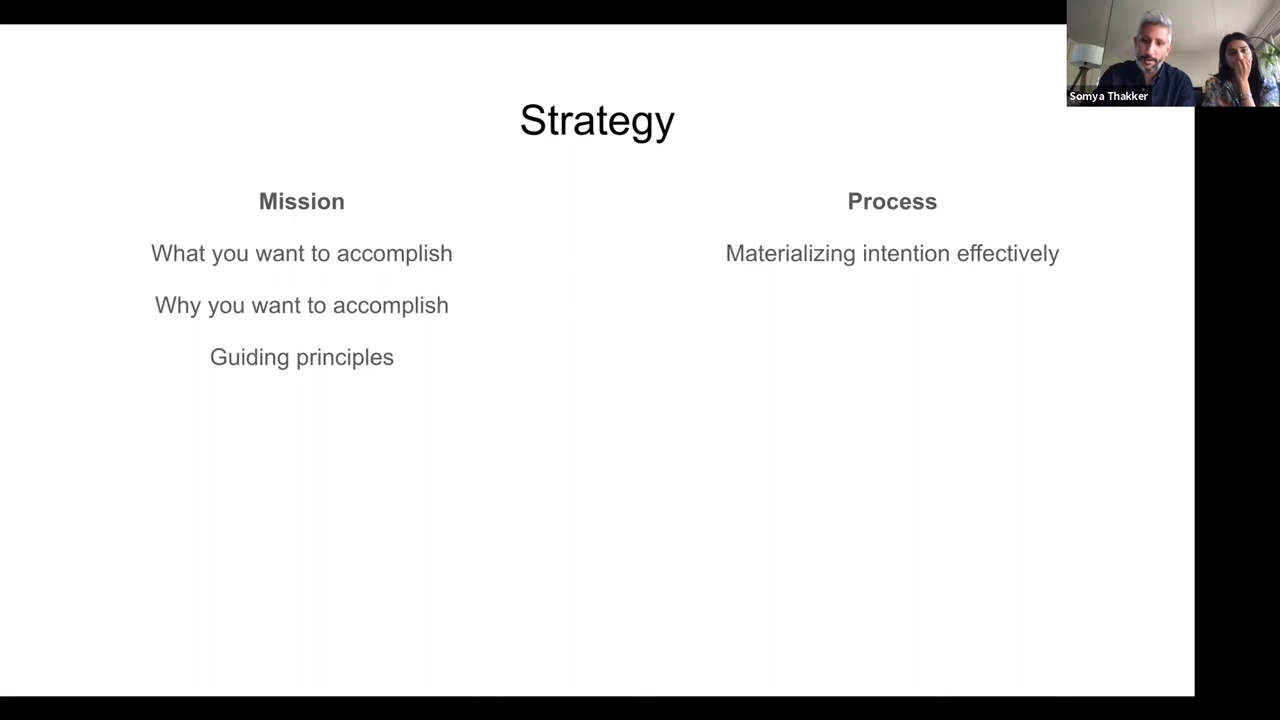 Somya Thakker
Strategy
Mission
What you want to accomplish
Why you want to accomplish
Guiding principles
Process
Materializing intention effectively